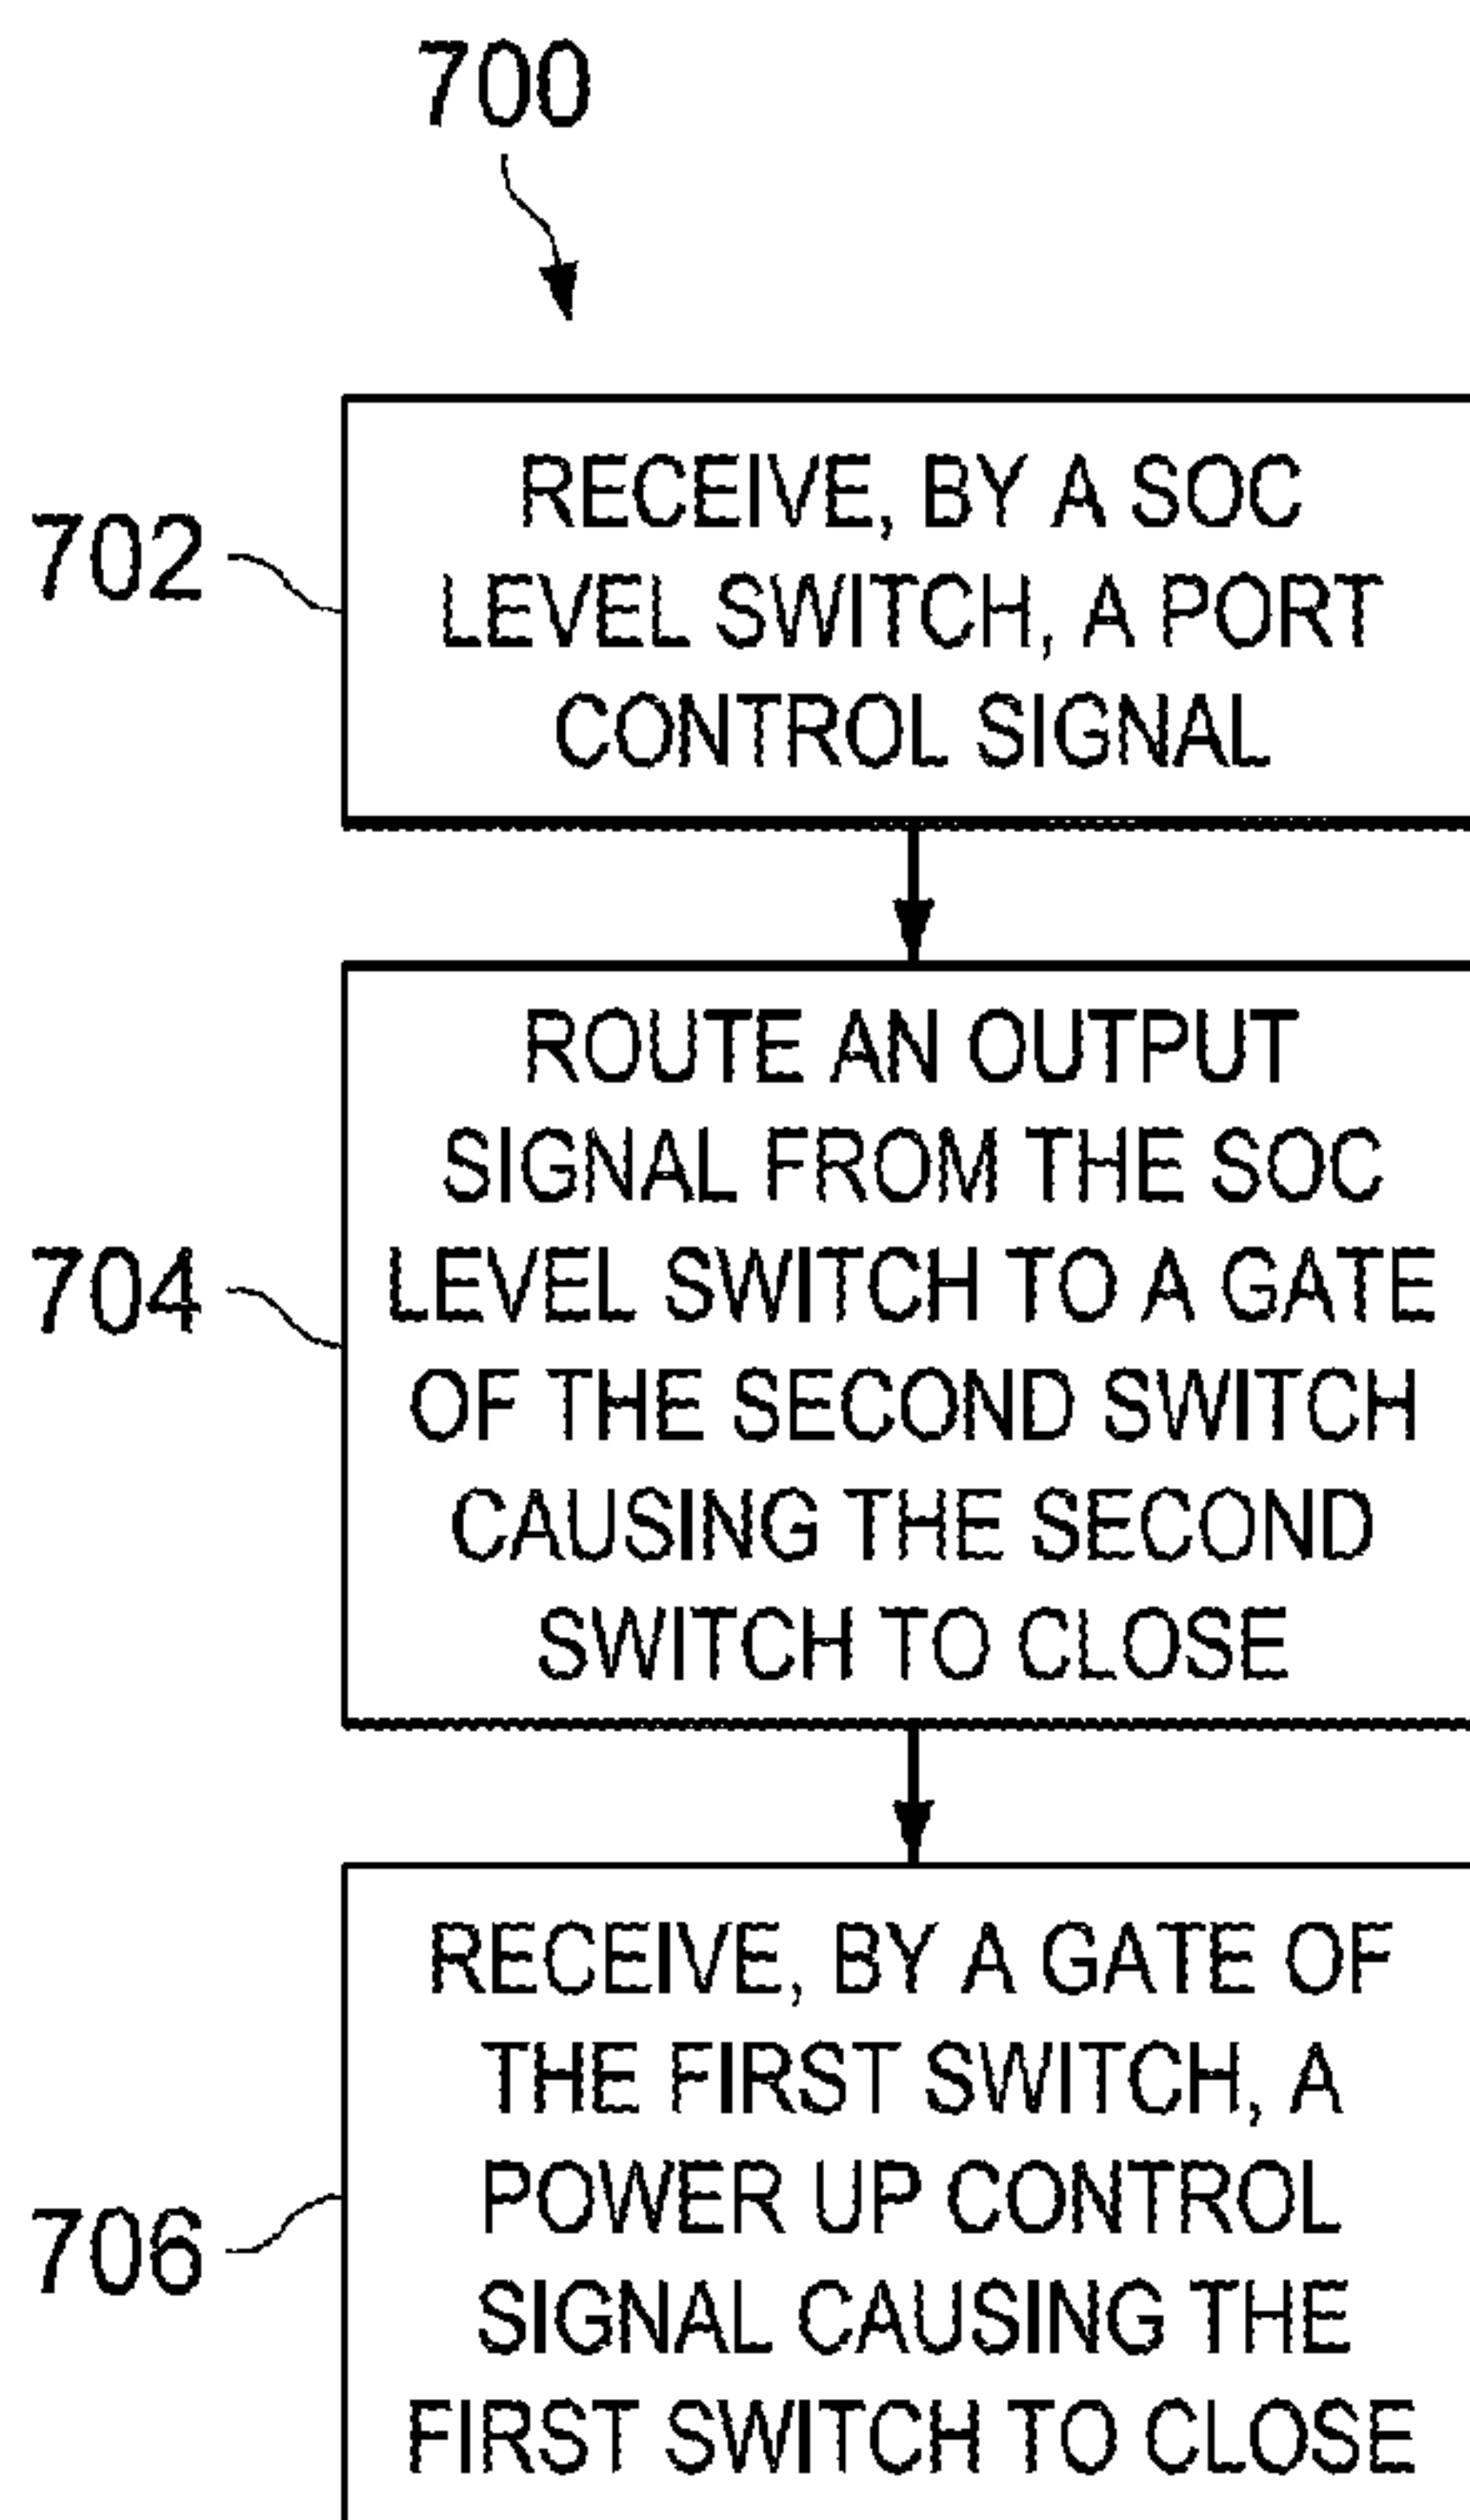 700
702
RECEIVE, BY A SOC
LEVEL SWITCH, A PORT
CONTROL SIGNAL
704
ROUTE AN OUTPUT
SIGNAL FROM THE SOC
LEVEL SWITCH TO A GATE
OF THE SECOND SWITCH
CAUSING THE SECOND
SWITCH TO CLOSE
706
RECEIVE, BY A GATE OF
THE FIRST SWITCH, A
POWER UP CONTROL
SIGNAL CAUSING THE
FIRST SWITCH TO CLOSE